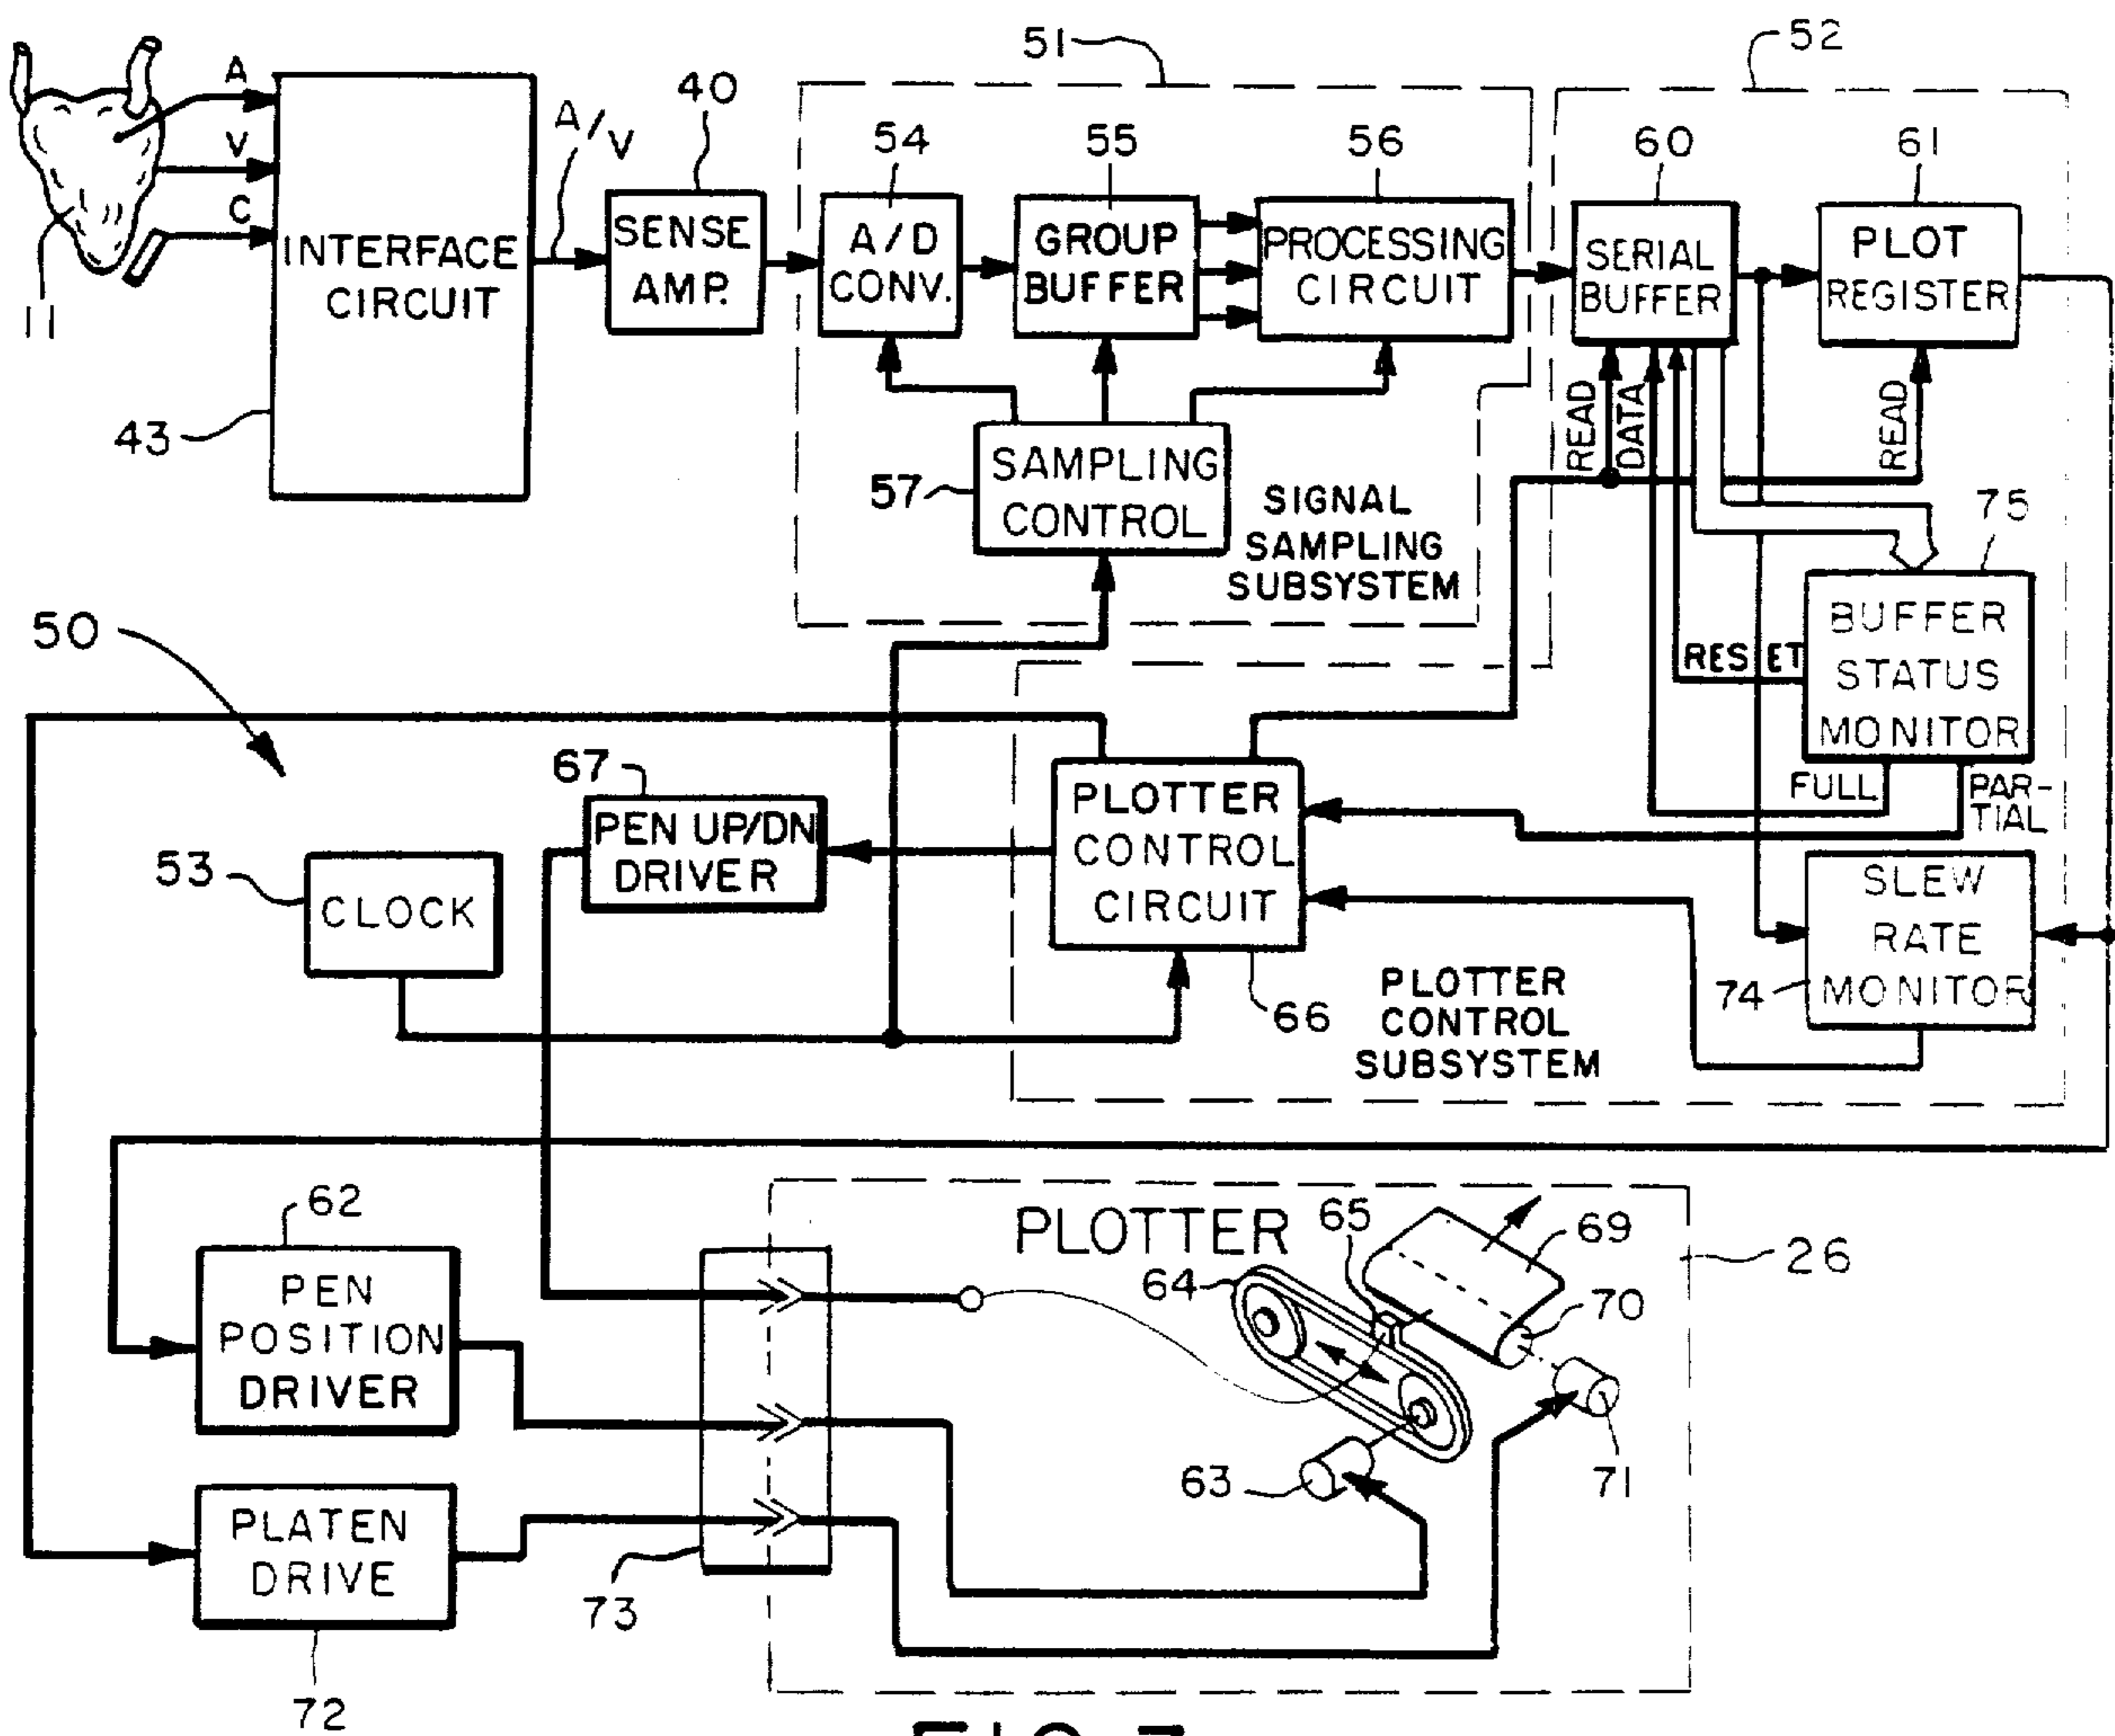 51
52
A
V
C
11
43
INTERFACE
CIRCUIT
A/V
40
SENSE
AMP.
54
A/D
CONV.
55
GROUP
BUFFER
56
PROCESSING
CIRCUIT
60
SERIAL
BUFFER
61
PLOT
REGISTER
READ
DATA
READ
57
SAMPLING
CONTROL
SIGNAL
SAMPLING
SUBSYSTEM
75
BUFFER
STATUS
MONITOR
RESET
FULL
PAR-
TIAL
50
67
PEN UP/DN
DRIVER
PLOTTER
CONTROL
CIRCUIT
66
53
CLOCK
SLEW
RATE
MONITOR
74
PLOTTER
CONTROL
SUBSYSTEM
62
PEN
POSITION
DRIVER
PLOTTER
65
69
26
64
70
63
71
PLATEN
DRIVE
73
72